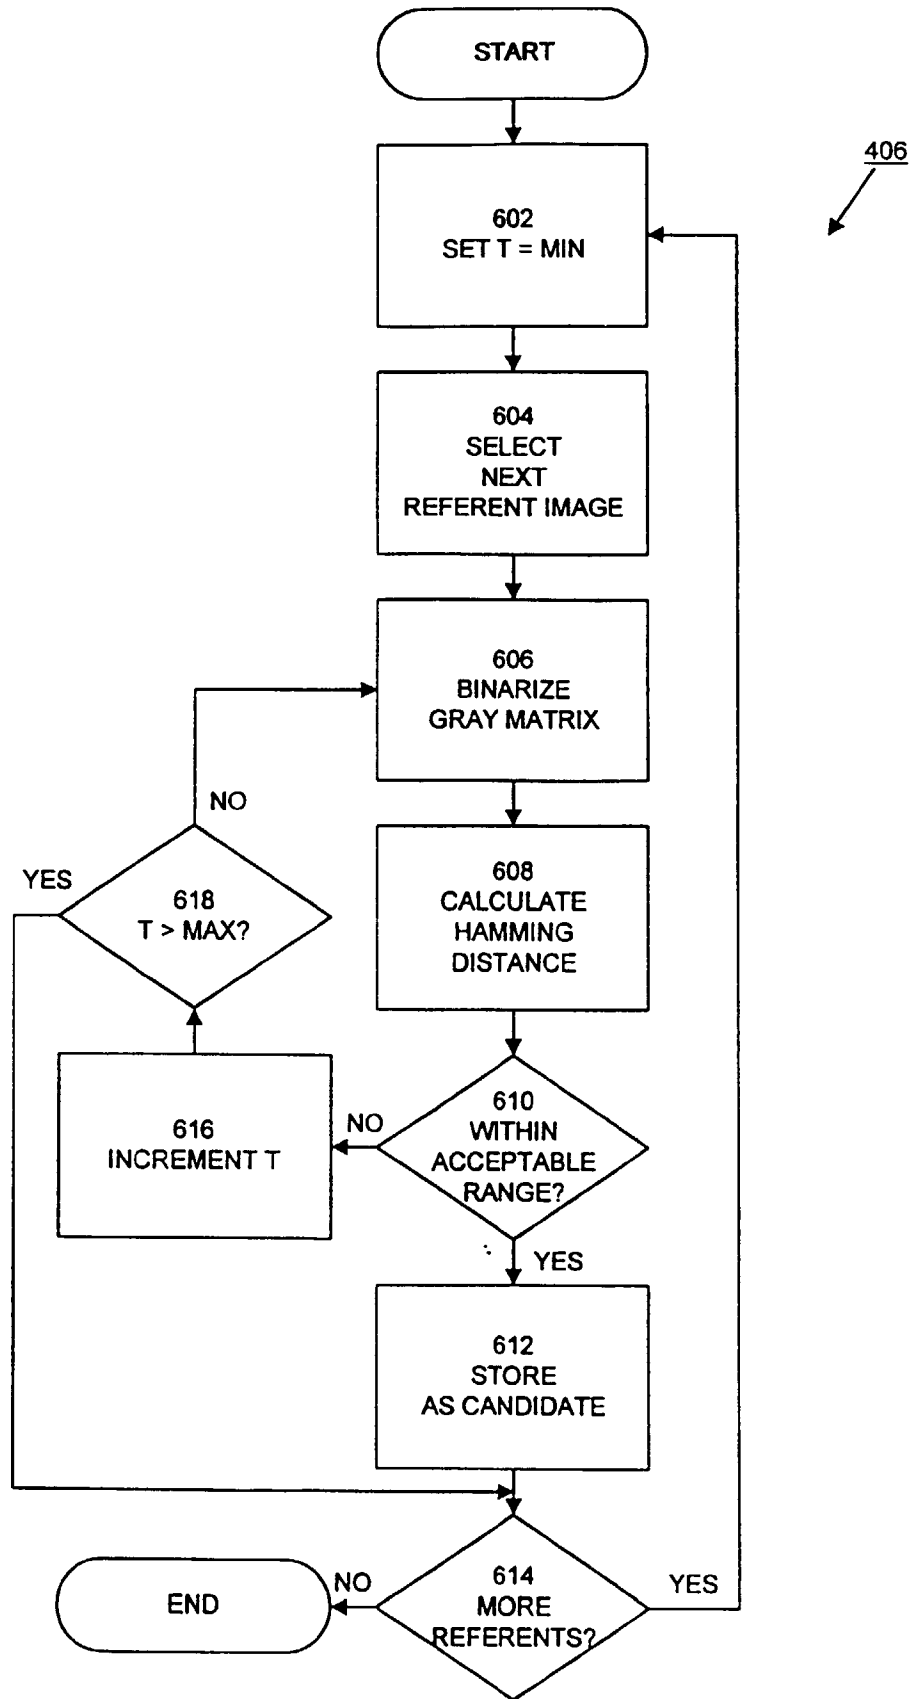 START
406
602
SET T = MIN
604
SELECT
NEXT
REFERENT IMAGE
606
BINARIZE
GRAY MATRIX
NO
YES
618
T > MAX?
608
CALCULATE
HAMMING
DISTANCE
616
INCREMENT T
NO
610
WITHIN
ACCEPTABLE
RANGE?
YES
612
STORE
AS CANDIDATE
END
NO
614
MORE
REFERENTS?
YES